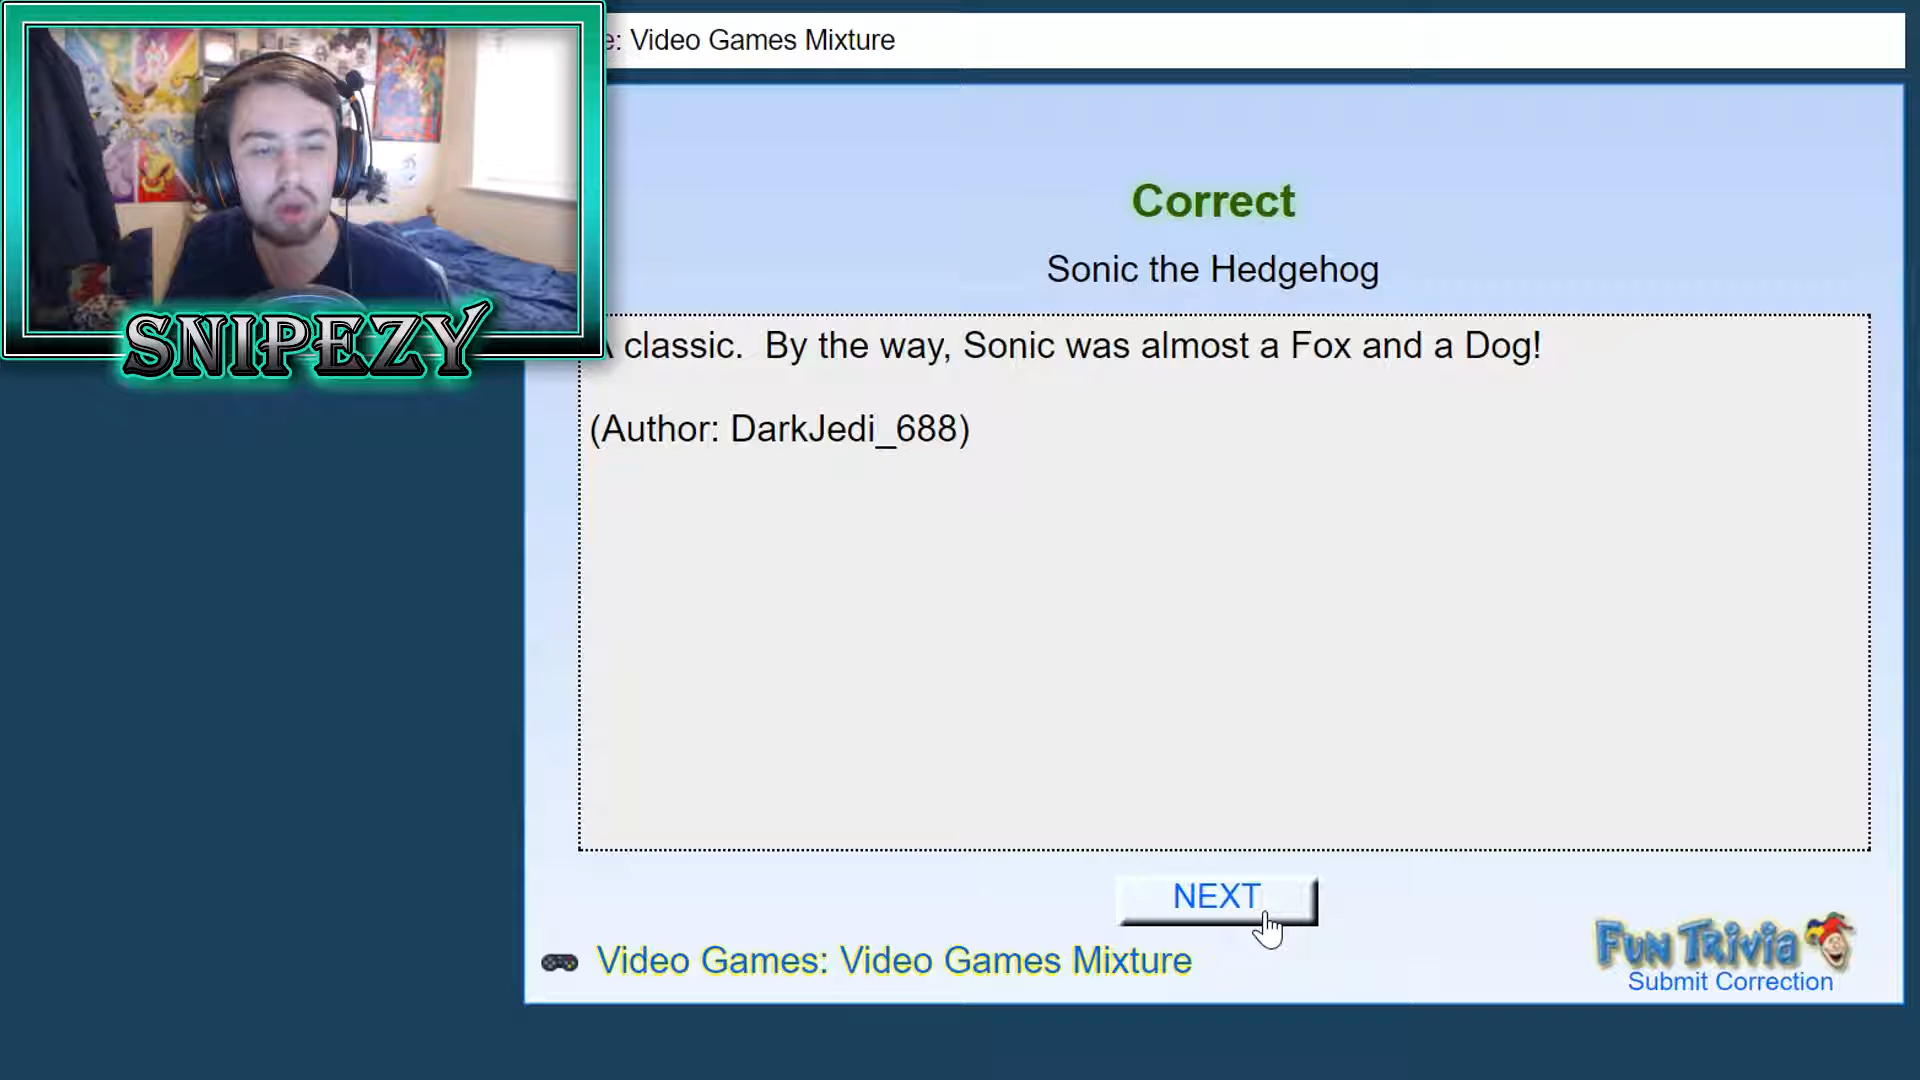 e: Video Games Mixture
Correct
Sonic the Hedgehog
classic. By the way, Sonic was almost a Fox and a Dog!
(Author: DarkJedi_688)
SNIPEZY
NEXT
Video Games: Video Games Mixture
FUN TRIVIA
Submit Correction